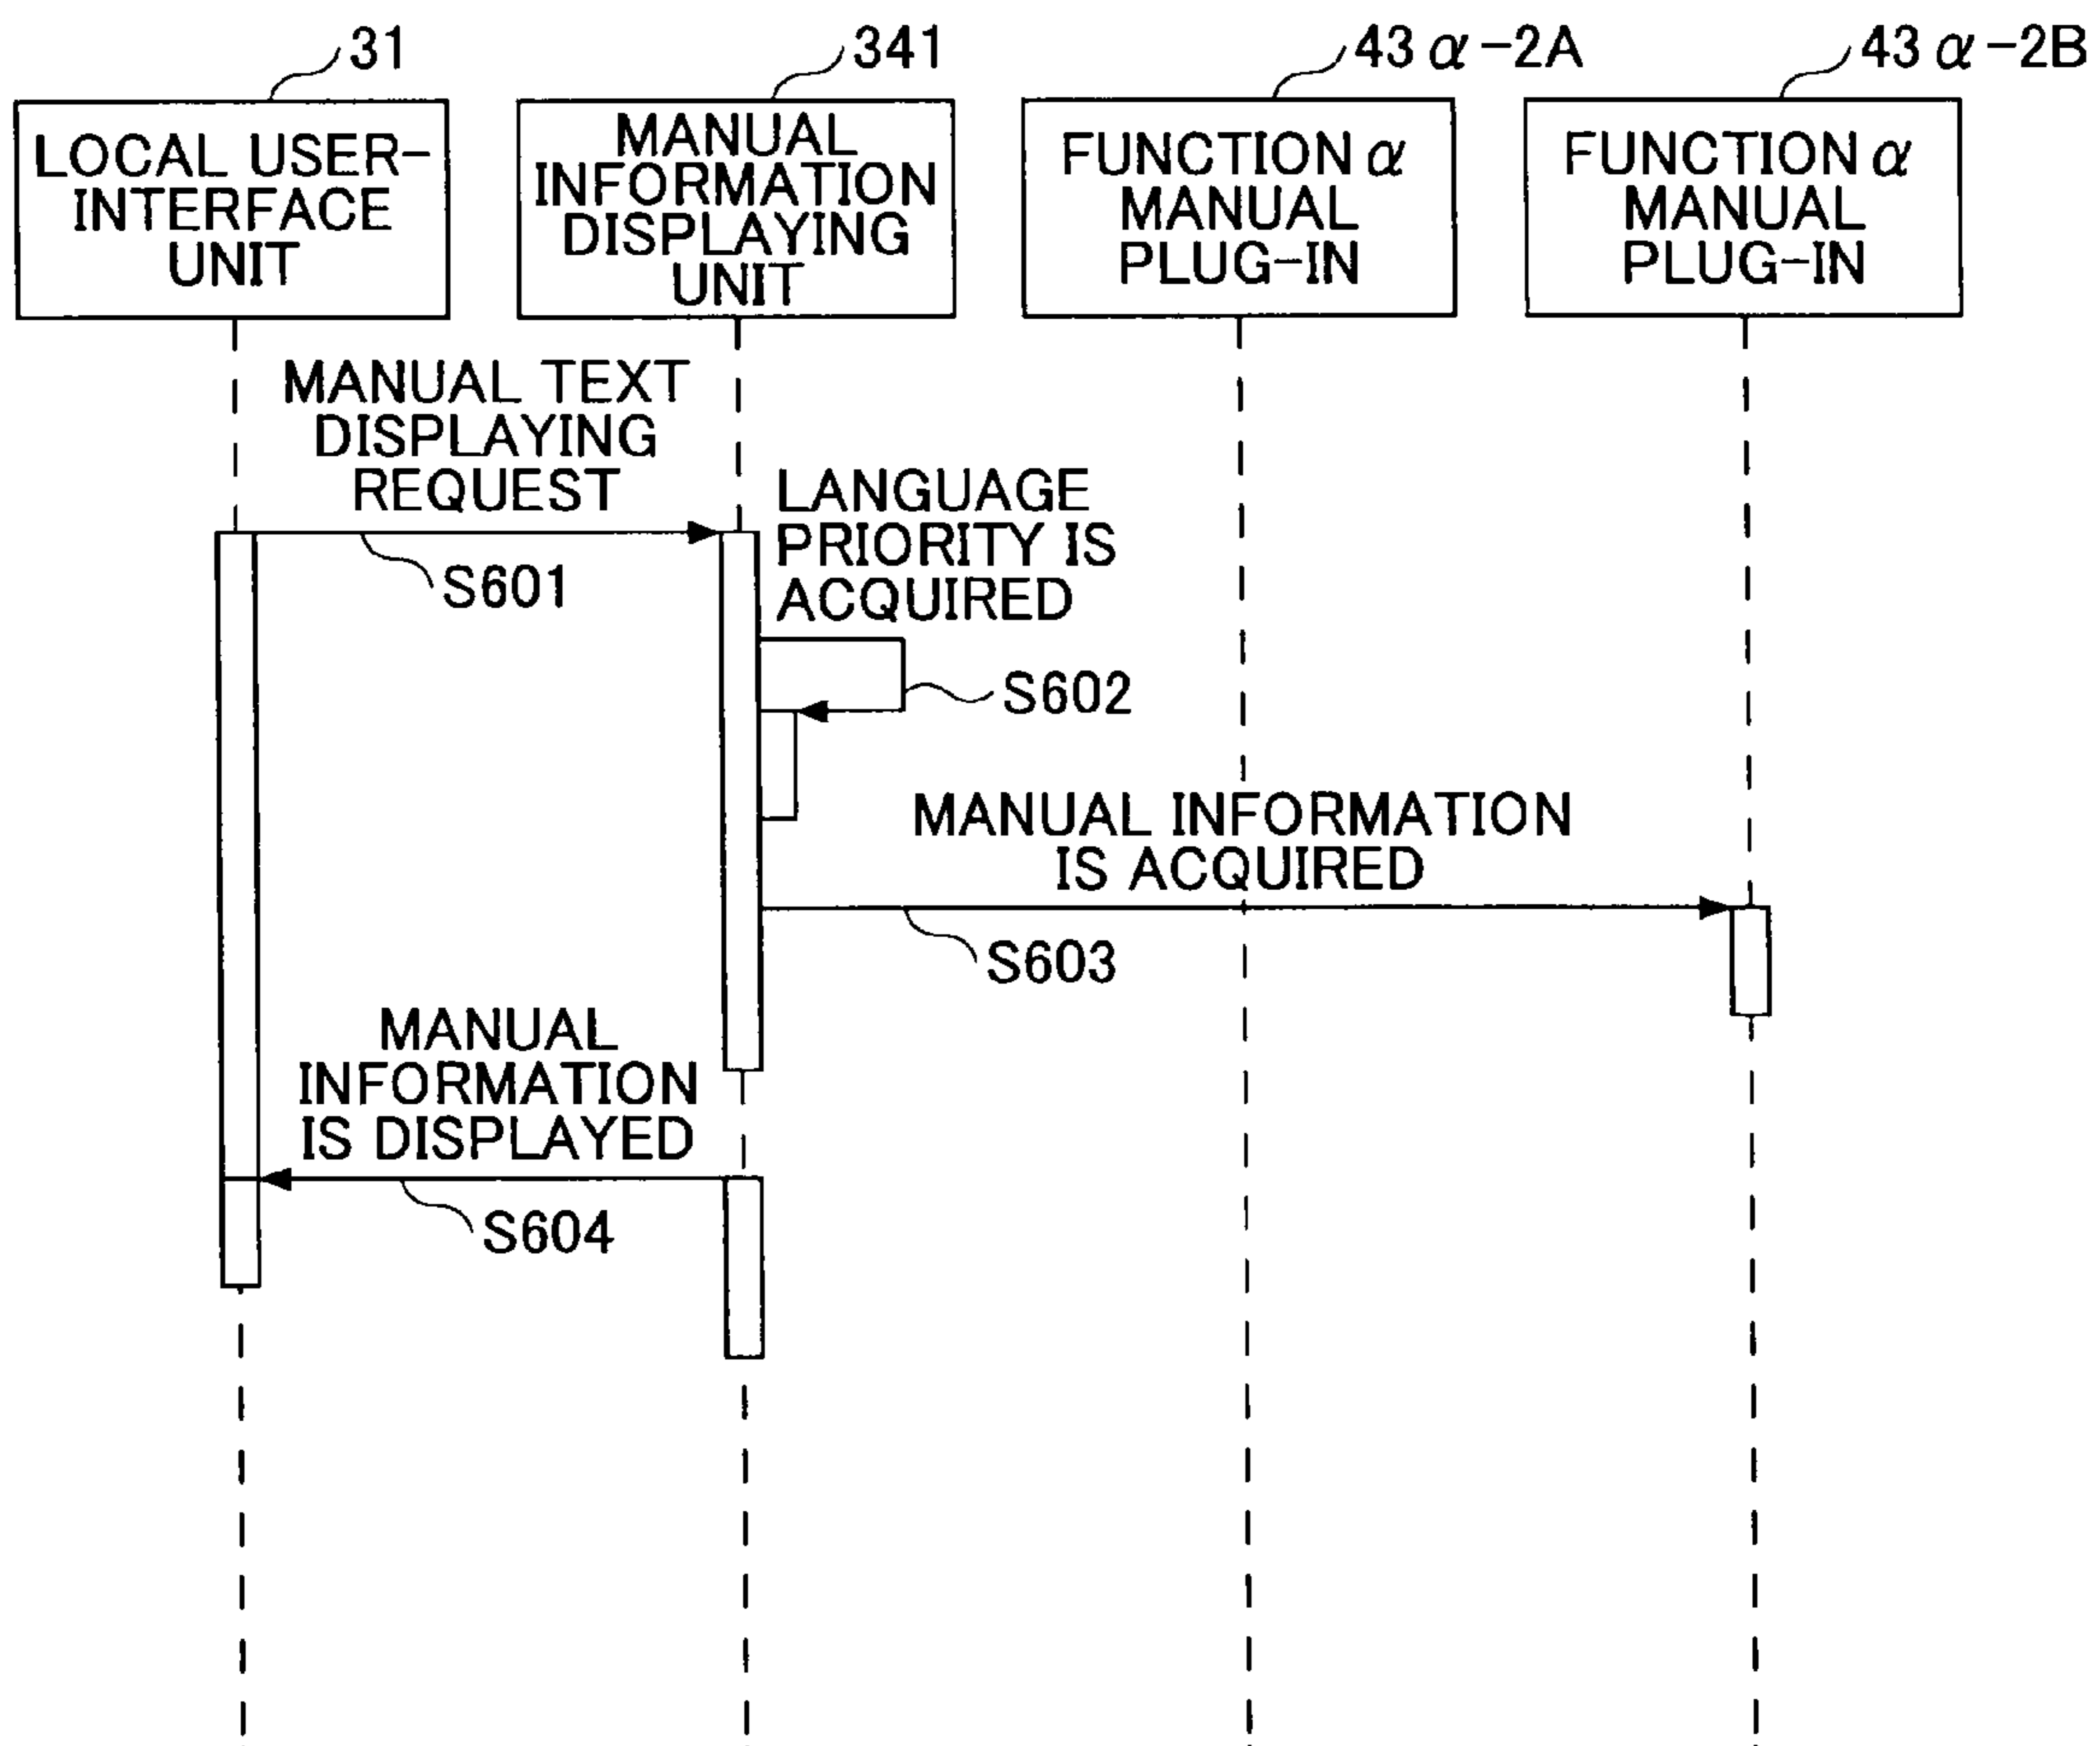 31
341
43α-2A
43α-2B
LOCAL USER-
INTERFACE
UNIT
MANUAL
INFORMATION
DISPLAYING
UNIT
FUNCTION α
MANUAL
PLUG-IN
FUNCTION α
MANUAL
PLUG-IN
MANUAL TEXT
DISPLAYING
REQUEST
S601
LANGUAGE
PRIORITY IS
ACQUIRED
S602
MANUAL INFORMATION
IS ACQUIRED
S603
MANUAL
INFORMATION
IS DISPLAYED
S604